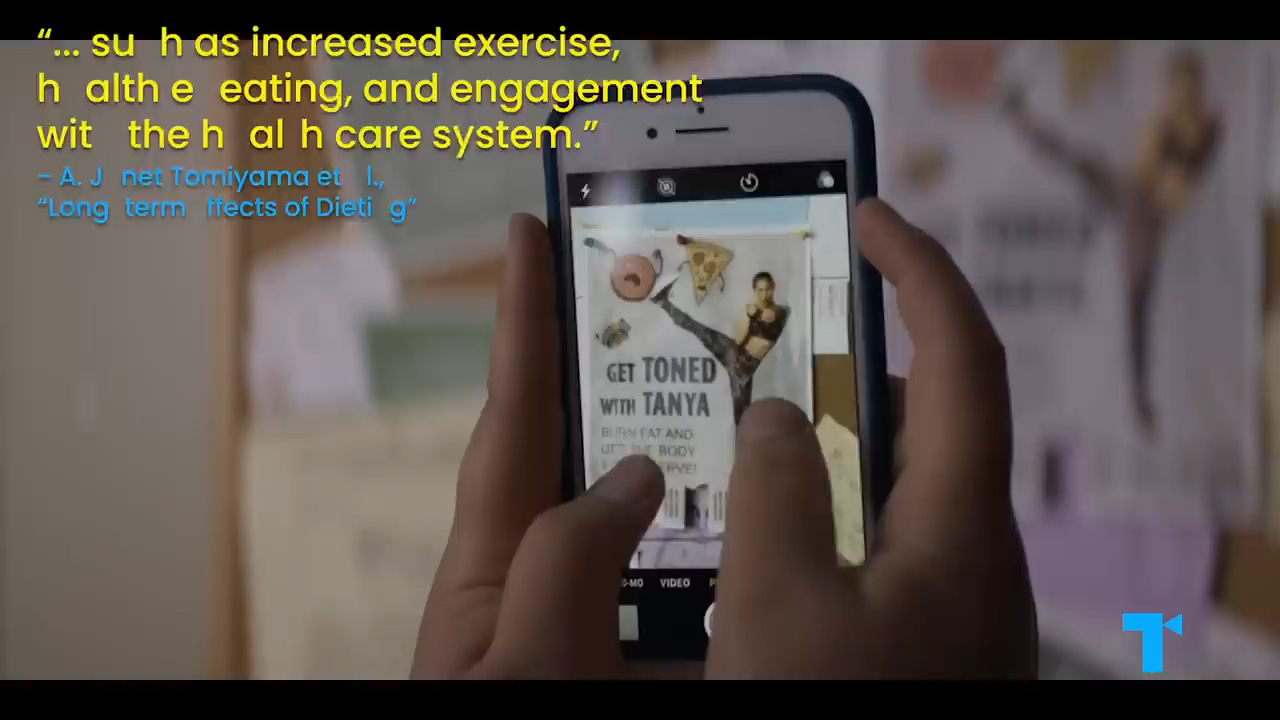 “... su h as increased exercise,
h alth e eating, and engagement
wit the h al h care system.”
– A. J net Tomiyama et l.,
“Long term ffects of Dieti g”
GET TONED
WITH TANYA
BURN FAT AND
BODY
VIDEO